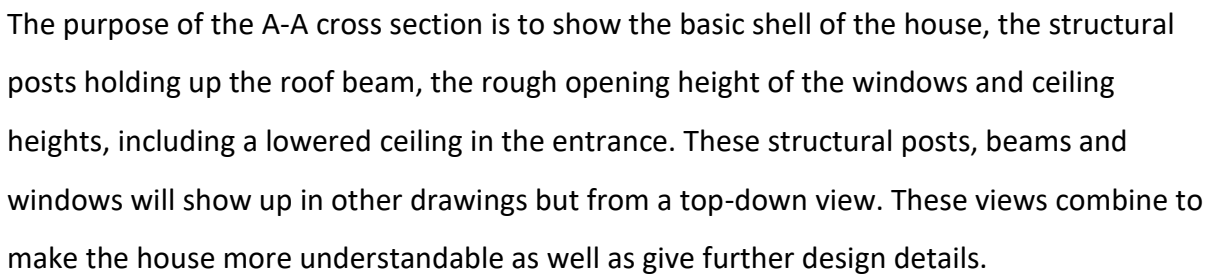 The purpose of the A-A cross section is to show the basic shell of the house, the structural
posts holding up the roof beam, the rough opening height of the windows and ceiling
heights, including a lowered ceiling in the entrance. These structural posts, beams and
windows will show up in other drawings but from a top-down view. These views combine to
make the house more understandable as well as give further design details.